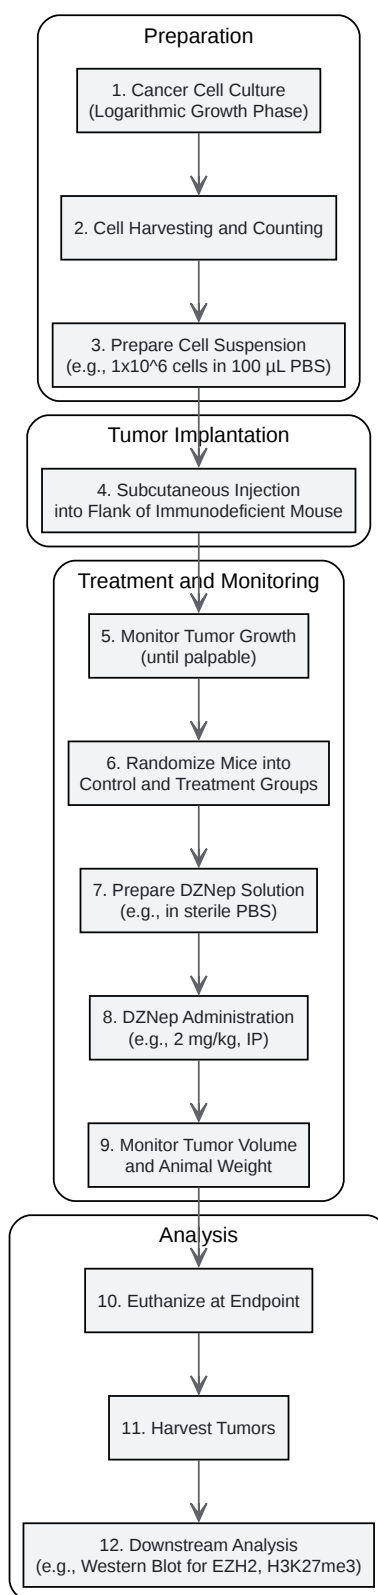 Preparation
1. Cancer Cell Culture
(Logarithmic Growth Phase)
2. Cell Harvesting and Counting
3. Prepare Cell Suspension
(e.g., 1x10^6 cells in 100 µL PBS)
Tumor Implantation
4. Subcutaneous Injection
into Flank of Immunodeficient Mouse
Treatment and Monitoring
5. Monitor Tumor Growth
(until palpable)
6. Randomize Mice into
Control and Treatment Groups
7. Prepare DZNep Solution
(e.g., in sterile PBS)
8. DZNep Administration
(e.g., 2 mg/kg, IP)
9. Monitor Tumor Volume
and Animal Weight
Analysis
10. Euthanize at Endpoint
11. Harvest Tumors
12. Downstream Analysis
(e.g., Western Blot for EZH2, H3K27me3)